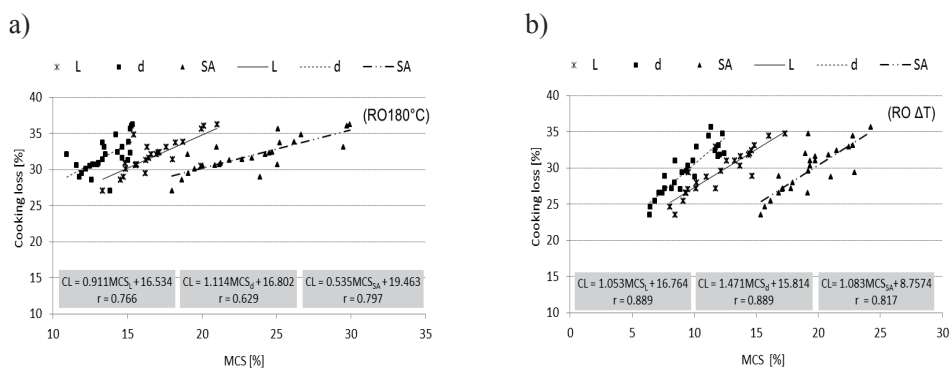 a)
L d SA L d SA
(RO180°C)
40
35
30
25
20
15
10
Cooking loss [%]
CL = 0.911MCS_L + 16.534
r = 0.766
CL = 1.114MCS_d + 16.802
r = 0.629
CL = 0.535MCS_SA + 19.463
r = 0.797
10 15 20 25 30 35
MCS [%]
b)
L d SA L d SA
(RO ΔT)
40
35
30
25
20
15
10
Cooking loss [%]
CL = 1.053MCS_L + 16.764
r = 0.889
CL = 1.471MCS_d + 15.814
r = 0.889
CL = 1.083MCS_SA + 8.7574
r = 0.817
0 5 10 15 20 25 30
MCS [%]